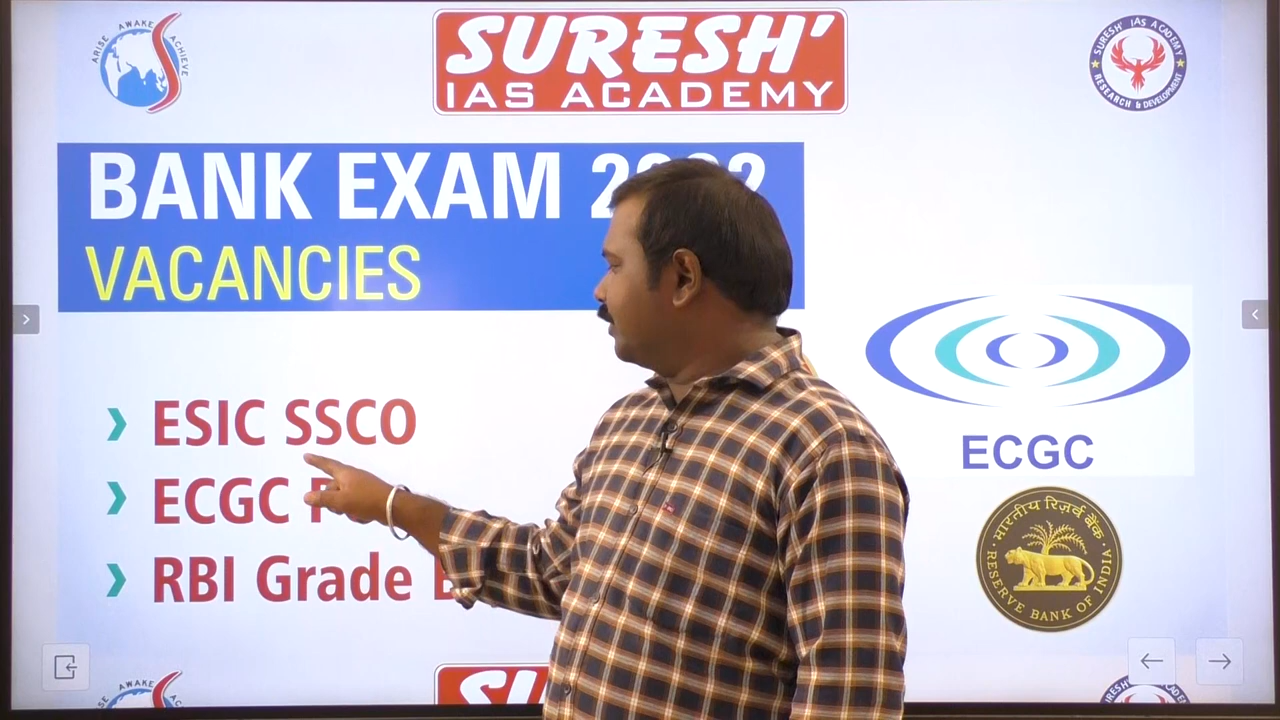 ARISE AWAKE ACHIEVE
SURESH'
IAS ACADEMY
SURESH' IAS ACADEMY
RESEARCH & DEVELOPMENT
BANK EXAM
VACANCIES
ESIC SSCO
ECGC
RBI Grade
ECGC
भारतीय रिज़र्व बैंक
RESERVE BANK OF INDIA
AWAKE